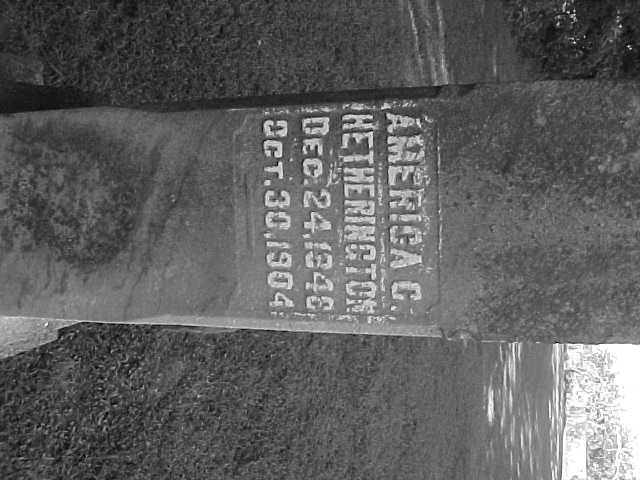 AMERICA C.
HETHERINGTON
DEC. 24, 1848
OCT. 30, 1904